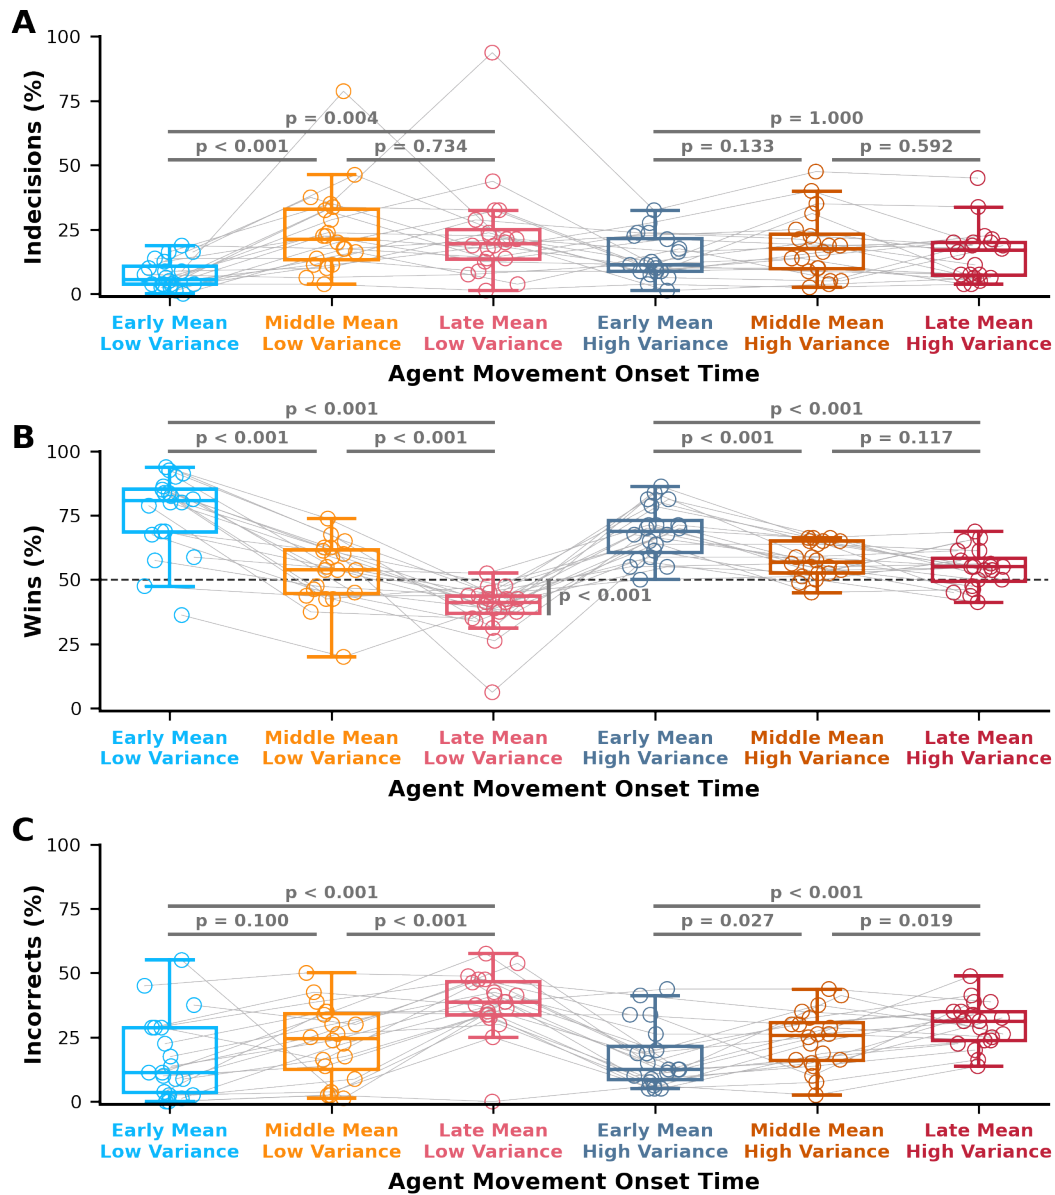 A
Indecisions (%)
100
75
50
25
0
p = 0.004
p < 0.001
p = 0.734
p = 1.000
p = 0.133
p = 0.592
Early Mean
Low Variance
Middle Mean
Low Variance
Late Mean
Low Variance
Early Mean
High Variance
Middle Mean
High Variance
Late Mean
High Variance
Agent Movement Onset Time
B
Wins (%)
100
75
50
25
0
p < 0.001
p < 0.001
p < 0.001
p < 0.001
p < 0.001
p < 0.001
p = 0.117
Early Mean
Low Variance
Middle Mean
Low Variance
Late Mean
Low Variance
Early Mean
High Variance
Middle Mean
High Variance
Late Mean
High Variance
Agent Movement Onset Time
C
Incorrects (%)
100
75
50
25
0
p < 0.001
p = 0.100
p < 0.001
p < 0.001
p = 0.027
p = 0.019
Early Mean
Low Variance
Middle Mean
Low Variance
Late Mean
Low Variance
Early Mean
High Variance
Middle Mean
High Variance
Late Mean
High Variance
Agent Movement Onset Time